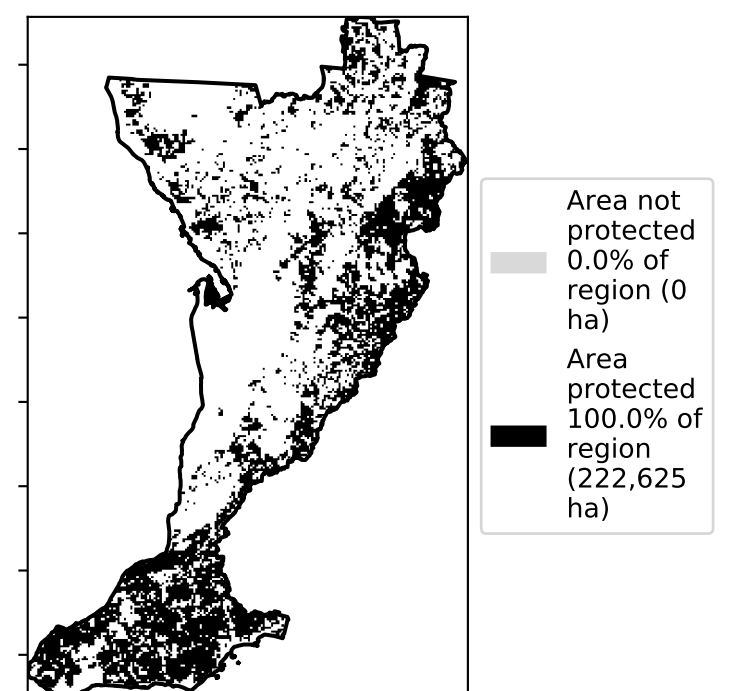 Area not
protected
0.0% of
region (0
ha)
Area
protected
100.0% of
region
(222,625
ha)